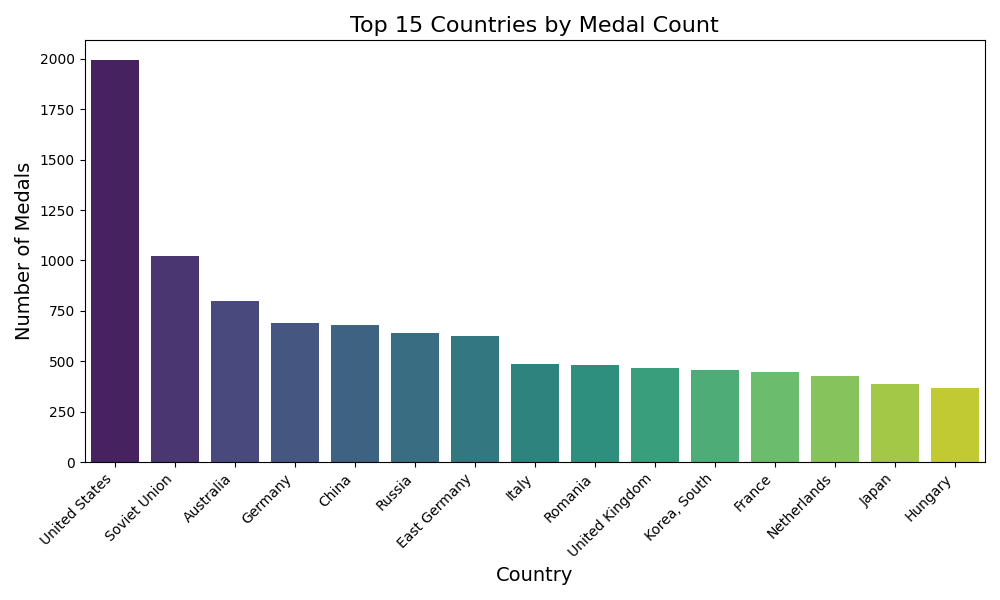 Top 15 Countries by Medal Count
Number of Medals
2000
1750
1500
1250
1000
750
500
250
0
United States
Soviet Union
Australia
Germany
China
Russia
East Germany
Italy
Romania
United Kingdom
Korea, South
France
Netherlands
Japan
Hungary
Country